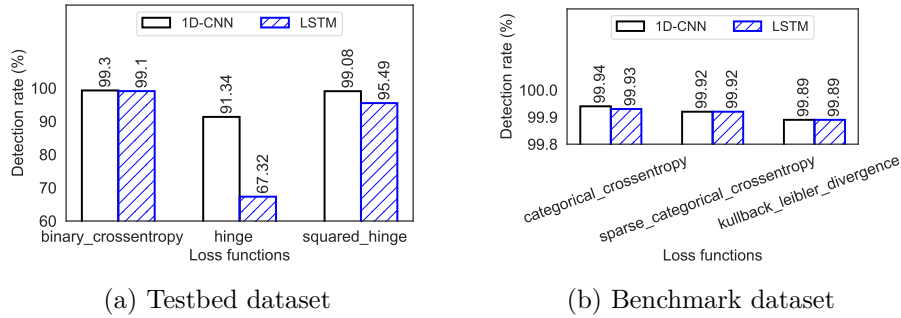 1D-CNN LSTM
Detection rate (%)
100
90
80
70
60
99.3
99.1
91.34
67.32
99.08
95.49
binary_crossentropy hinge squared_hinge
Loss functions
(a) Testbed dataset
1D-CNN LSTM
Detection rate (%)
100.0
99.9
99.8
99.94
99.93
99.92
99.92
99.89
99.89
categorical_crossentropy
sparse_categorical_crossentropy
kullback_leibler_divergence
Loss functions
(b) Benchmark dataset